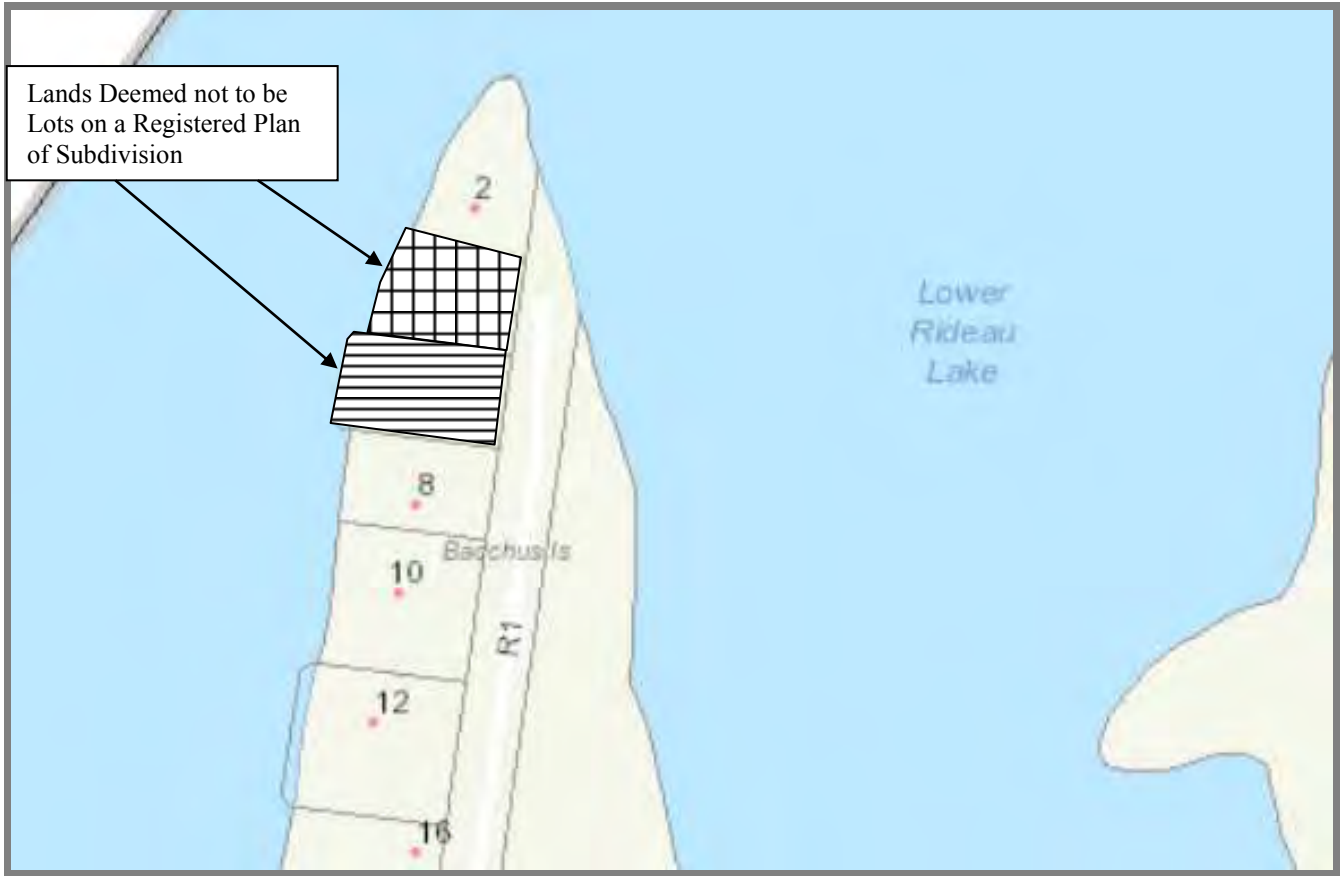 Lands Deemed not to be
Lots on a Registered Plan
of Subdivision
2
Lower
Rideau
Lake
8
Bacchus Is
10
R1
12
16